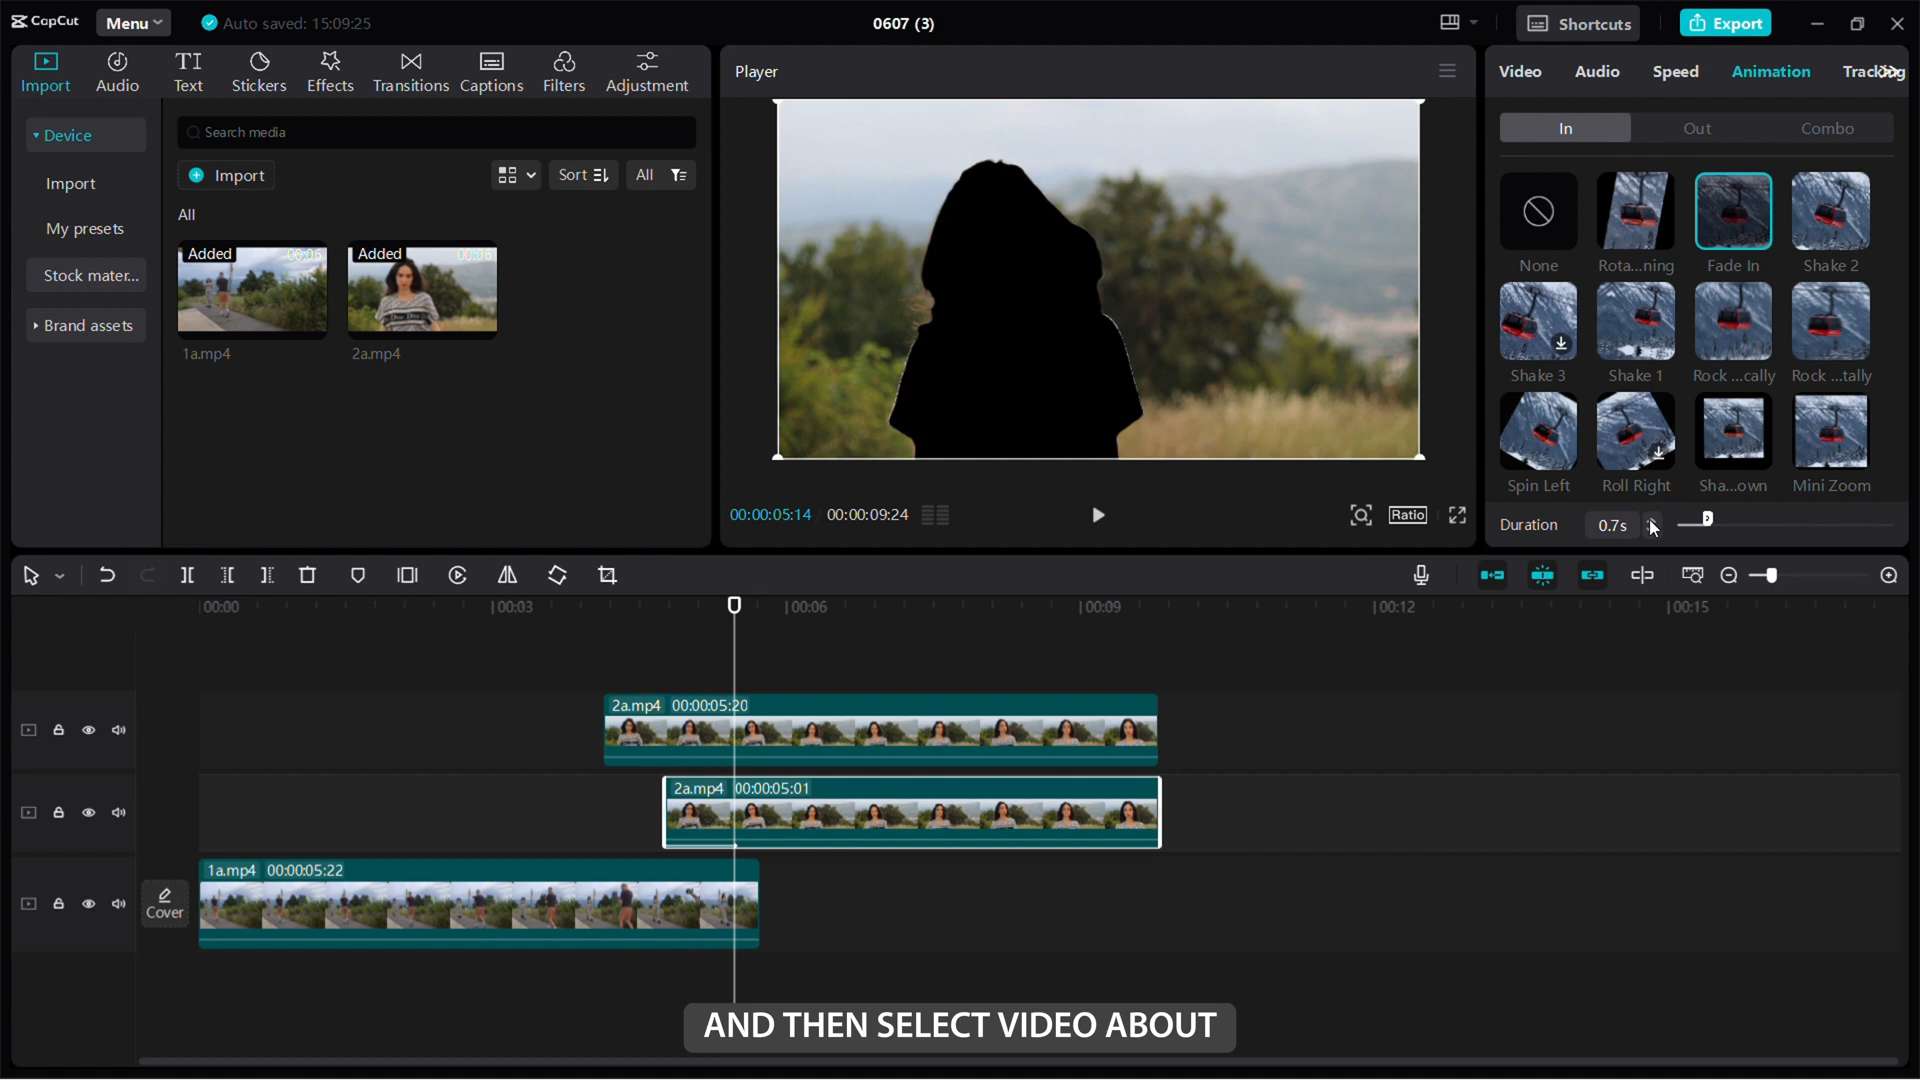 CapCut
Menu
Auto saved: 15:09:25
0607 (3)
Shortcuts
Export
Import
Audio
Text
Stickers
Effects
Transitions
Captions
Filters
Adjustment
Device
Import
My presets
Stock mater...
Brand assets
Search media
Import
Sort
All
All
Added
00:06
1a.mp4
Added
00:06
2a.mp4
Player
00:00:05:14
00:00:09:24
Ratio
Video
Audio
Speed
Animation
Tracking
In
Out
Combo
None
Rota...ning
Fade In
Shake 2
Shake 3
Shake 1
Rock ...cally
Rock ...tally
Spin Left
Roll Right
Sha...own
Mini Zoom
Duration
0.7s
00:00
00:03
00:06
00:09
00:12
00:15
2a.mp4 00:00:05:20
2a.mp4 00:00:05:01
Cover
1a.mp4 00:00:05:22
AND THEN SELECT VIDEO ABOUT